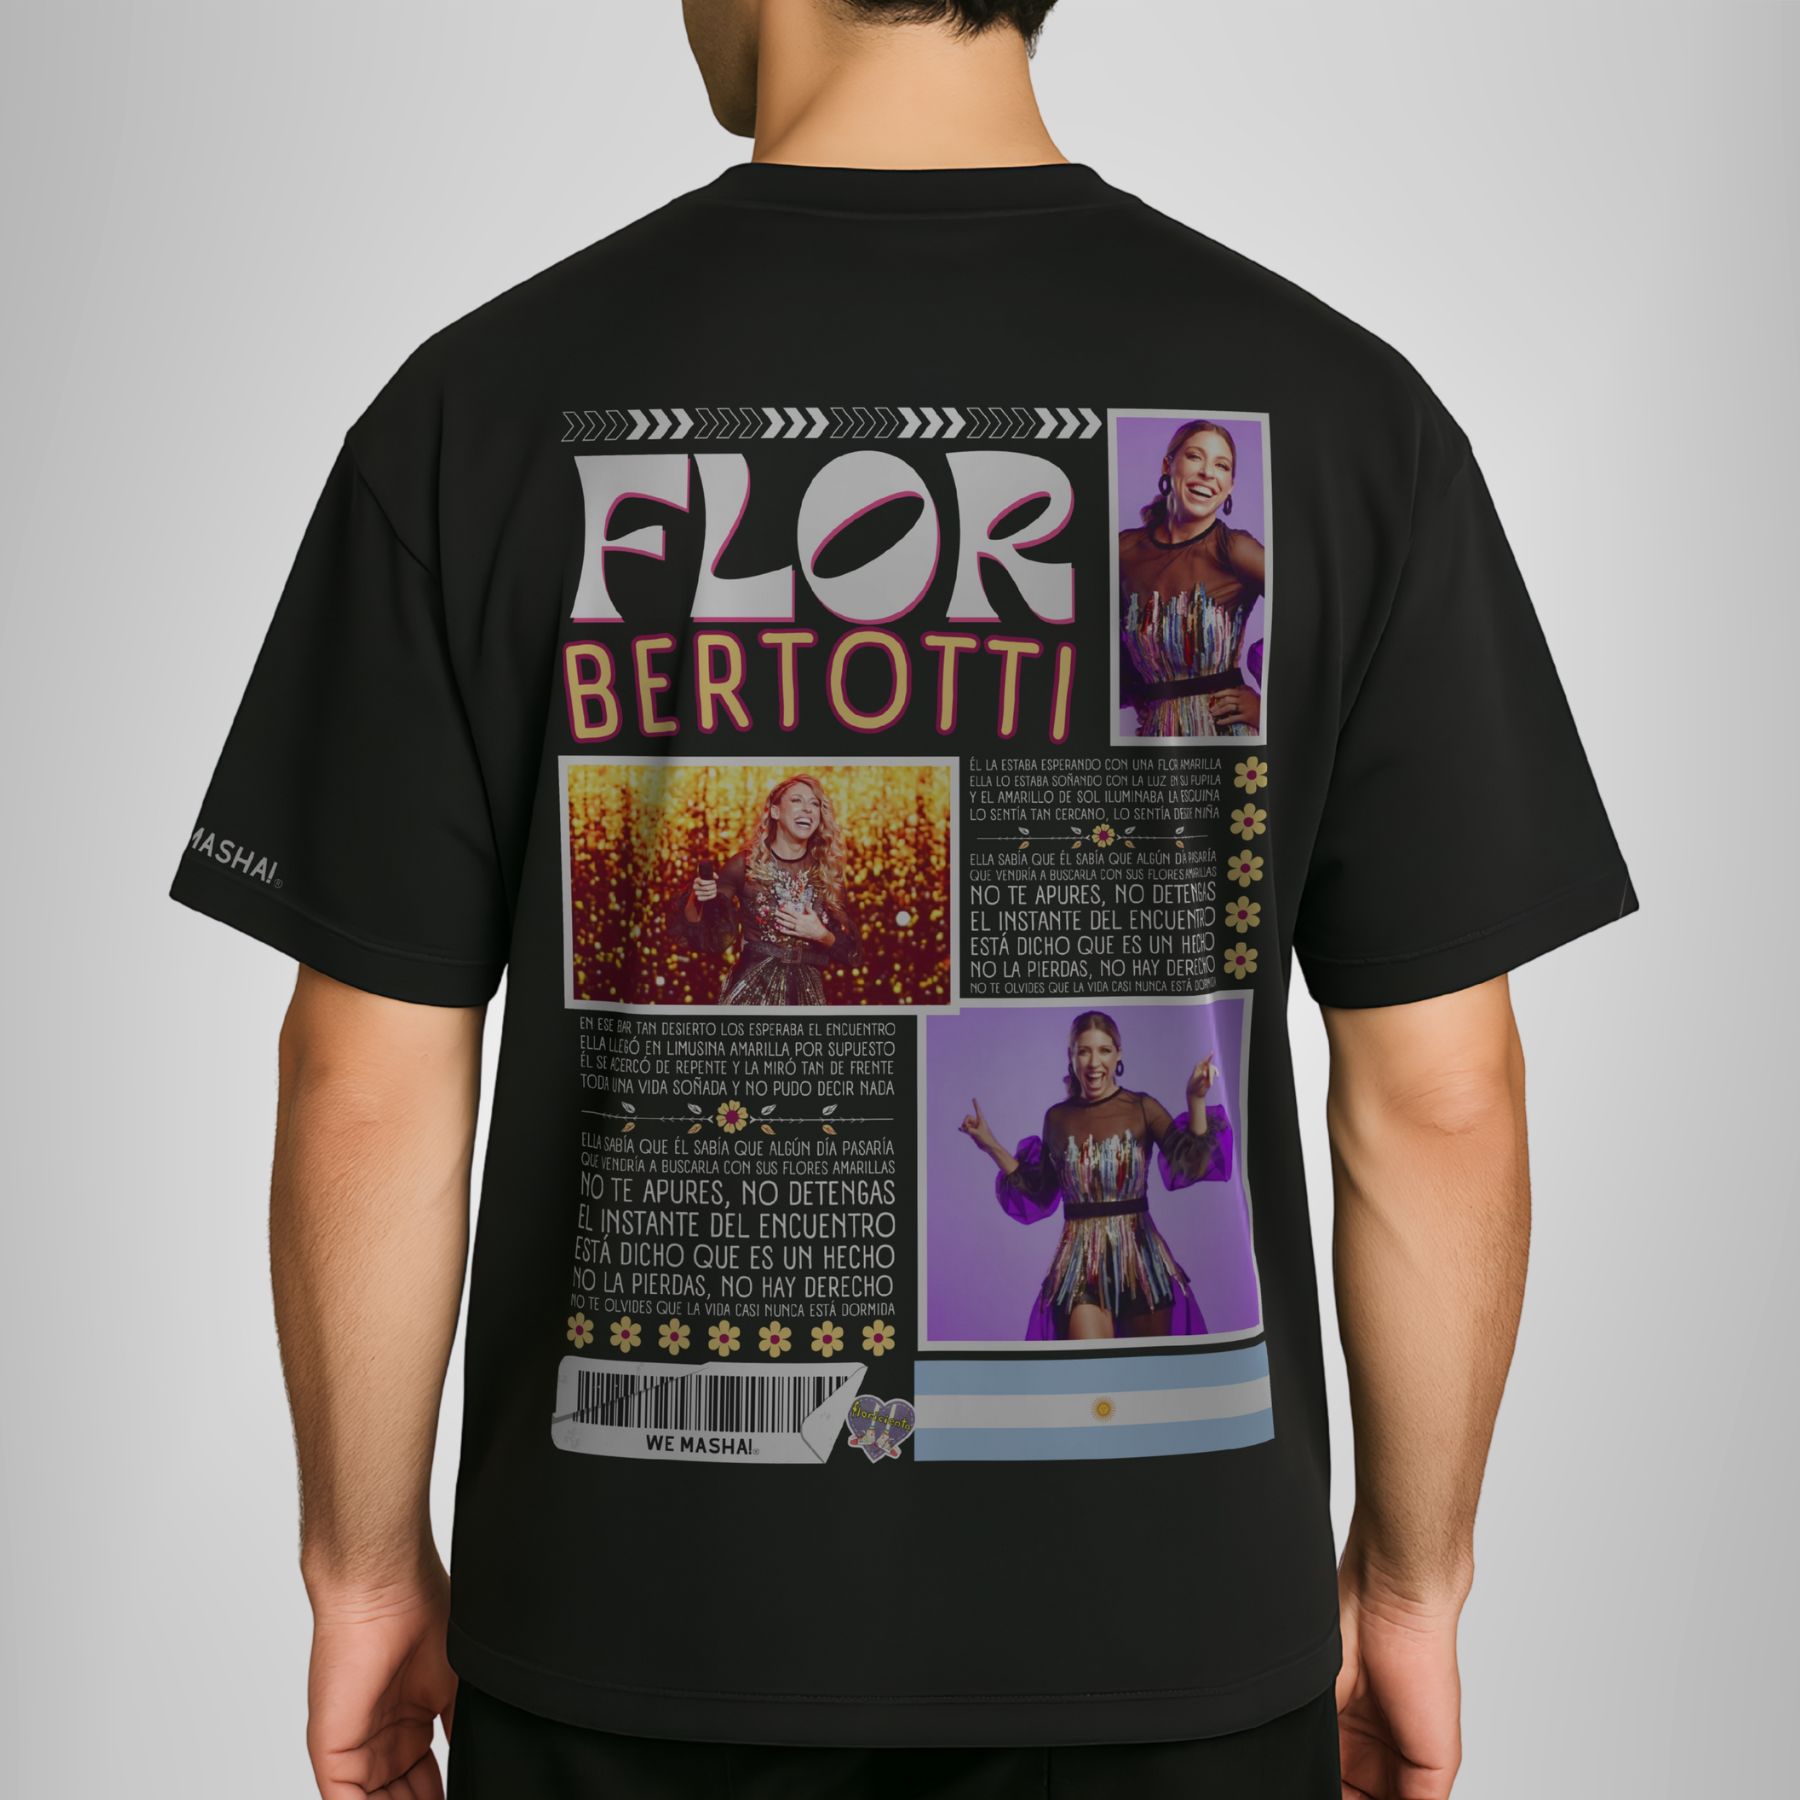 FLOR
BERTOTTI
ÉL LA ESTABA ESPERANDO CON UNA FLOR AMARILLA
ELLA LO ESTABA SOÑANDO CON LA LUZ EN SU PUPILA
Y EL AMARILLO DE SOL ILUMINABA LA ESQUINA
LO SENTÍA TAN CERCANO, LO SENTÍA DESDE NIÑA
ELLA SABÍA QUE ÉL SABÍA QUE ALGÚN DÍA PASARÍA
QUE VENDRÍA A BUSCARLA CON SUS FLORES AMARILLAS
NO TE APURES, NO DETENGAS
EL INSTANTE DEL ENCUENTRO
ESTÁ DICHO QUE ES UN HECHO
NO LA PIERDAS, NO HAY DERECHO
NO TE OLVIDES QUE LA VIDA CASI NUNCA ESTÁ DORMIDA
EN ESE BAR TAN DESIERTO LOS ESPERABA EL ENCUENTRO
ELLA LLEGÓ EN LIMUSINA AMARILLA POR SUPUESTO
ÉL SE ACERCÓ DE REPENTE Y LA MIRÓ TAN DE FRENTE
TODA UNA VIDA SOÑADA Y NO PUDO DECIR NADA
ELLA SABÍA QUE ÉL SABÍA QUE ALGÚN DÍA PASARÍA
QUE VENDRÍA A BUSCARLA CON SUS FLORES AMARILLAS
NO TE APURES, NO DETENGAS
EL INSTANTE DEL ENCUENTRO
ESTÁ DICHO QUE ES UN HECHO
NO LA PIERDAS, NO HAY DERECHO
NO TE OLVIDES QUE LA VIDA CASI NUNCA ESTÁ DORMIDA
WE MASHA!®
floricienta
MASHA!®